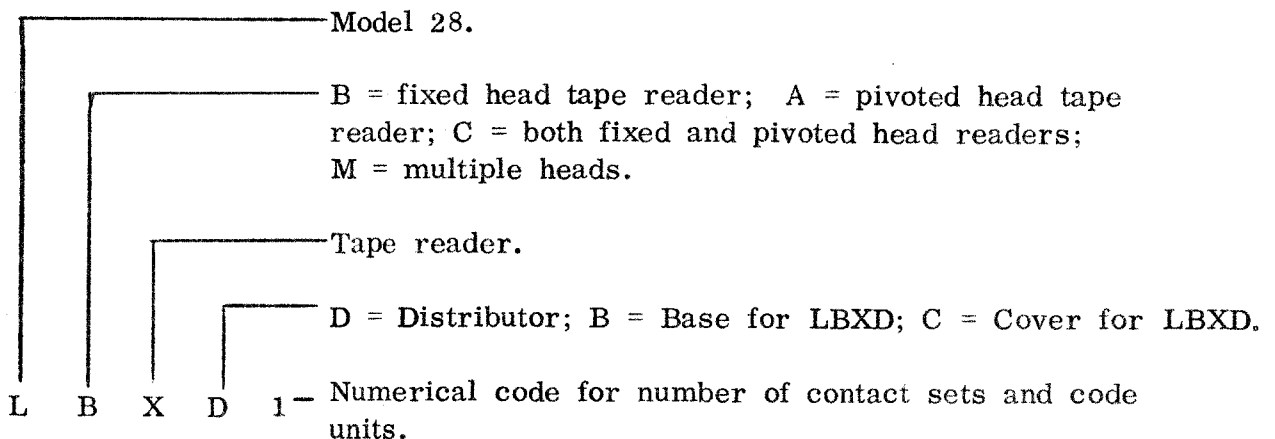 Model 28.
B = fixed head tape reader; A = pivoted head tape
reader; C = both fixed and pivoted head readers;
M = multiple heads.
Tape reader.
D = Distributor; B = Base for LBXD; C = Cover for LBXD.
L B X D 1 – Numerical code for number of contact sets and code
units.